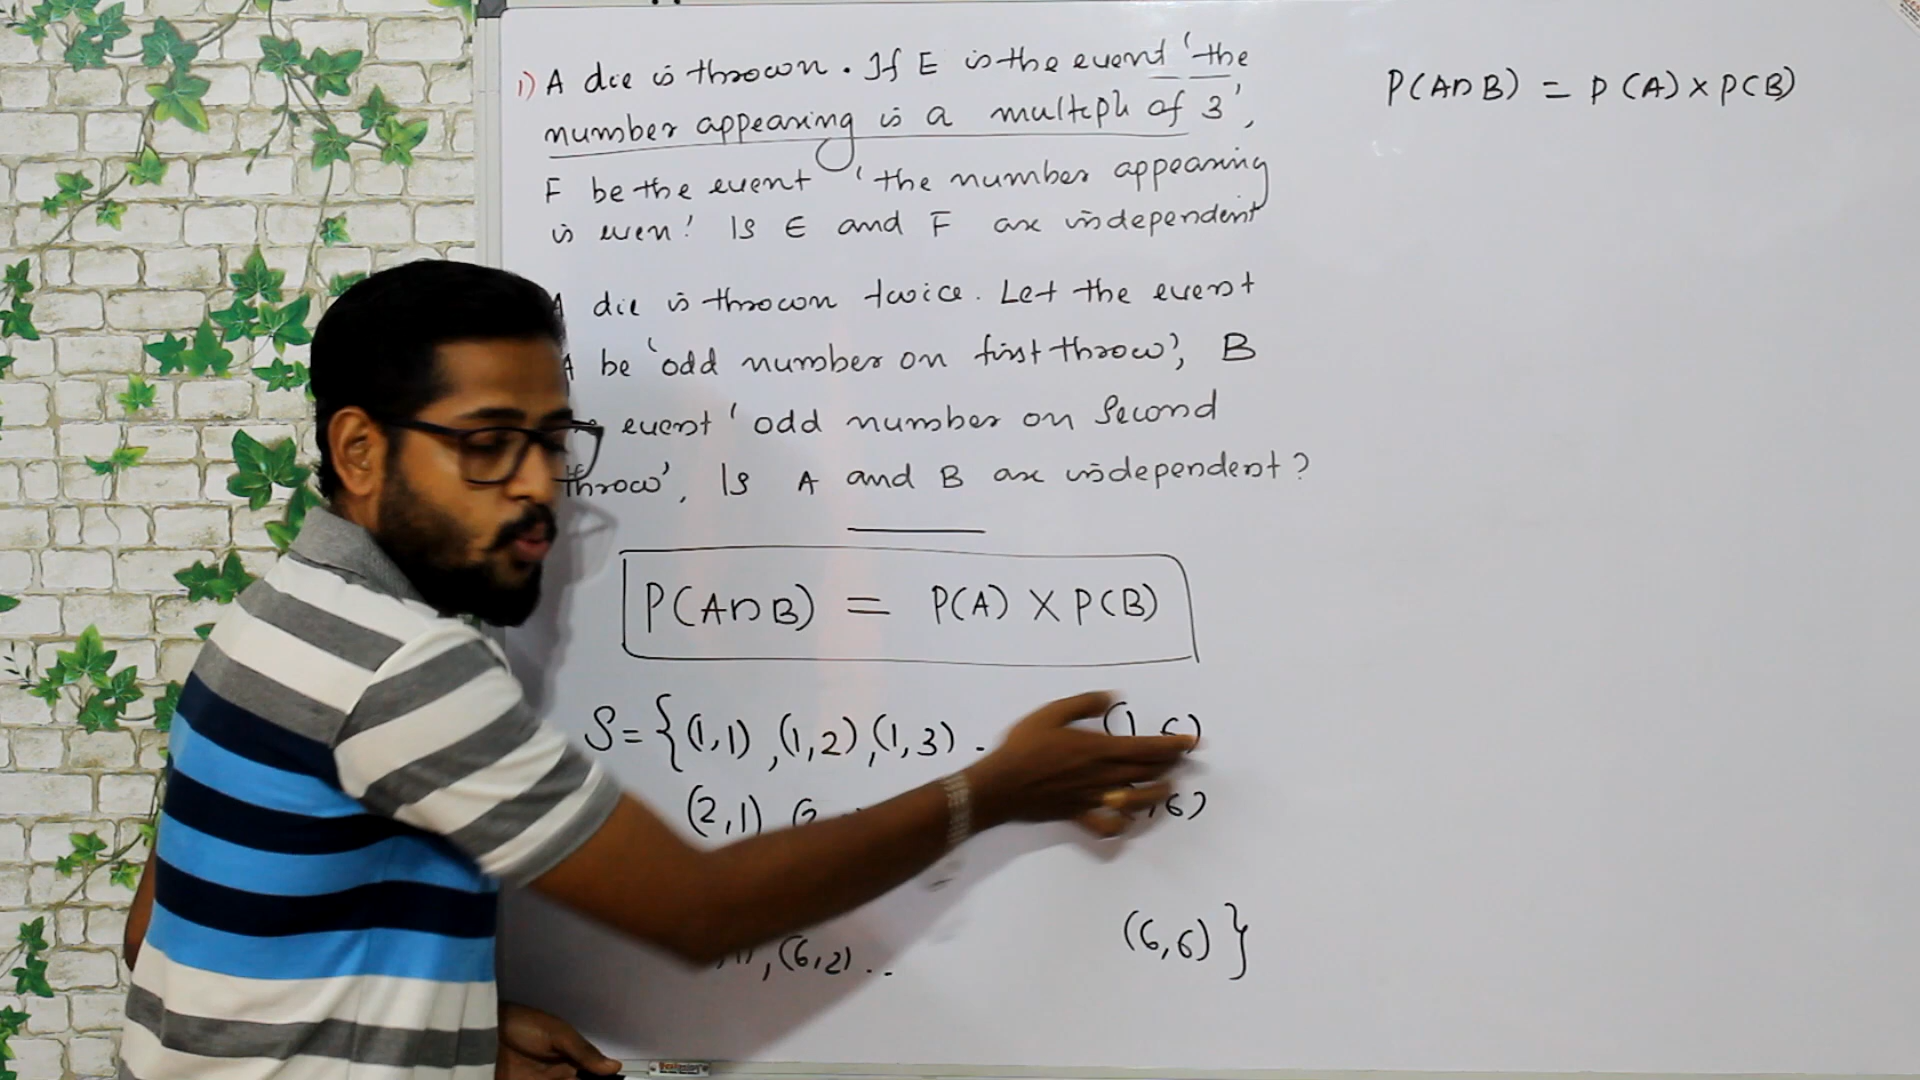 1) A die is thrown. If E is the event 'the
number appearing is a multiple of 3',
F be the event 'the number appearing
is even'. Is E and F are independent
A die is thrown twice. Let the event
A be 'odd number on first throw', B
event 'odd number on Second
throw', Is A and B are independent?
P(A∩B) = P(A) X P(B)
S={(1,1),(1,2),(1,3) . (1,6)
(2,1) ,6)
,(6,2) .. (6,6)}
P(A∩B) = P(A) x P(B)